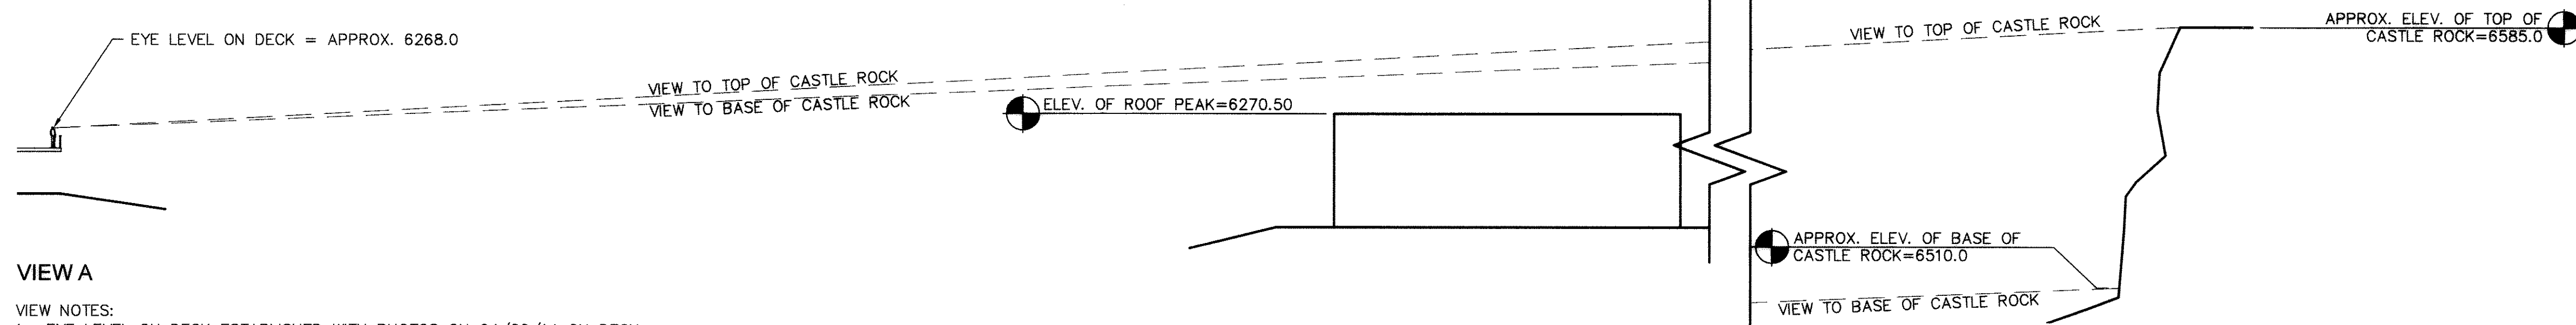 EYE LEVEL ON DECK = APPROX. 6268.0
VIEW TO TOP OF CASTLE ROCK
VIEW TO BASE OF CASTLE ROCK
ELEV. OF ROOF PEAK=6270.50
VIEW TO TOP OF CASTLE ROCK
APPROX. ELEV. OF TOP OF
CASTLE ROCK=6585.0
APPROX. ELEV. OF BASE OF
CASTLE ROCK=6510.0
VIEW TO BASE OF CASTLE ROCK
VIEW A
VIEW NOTES: